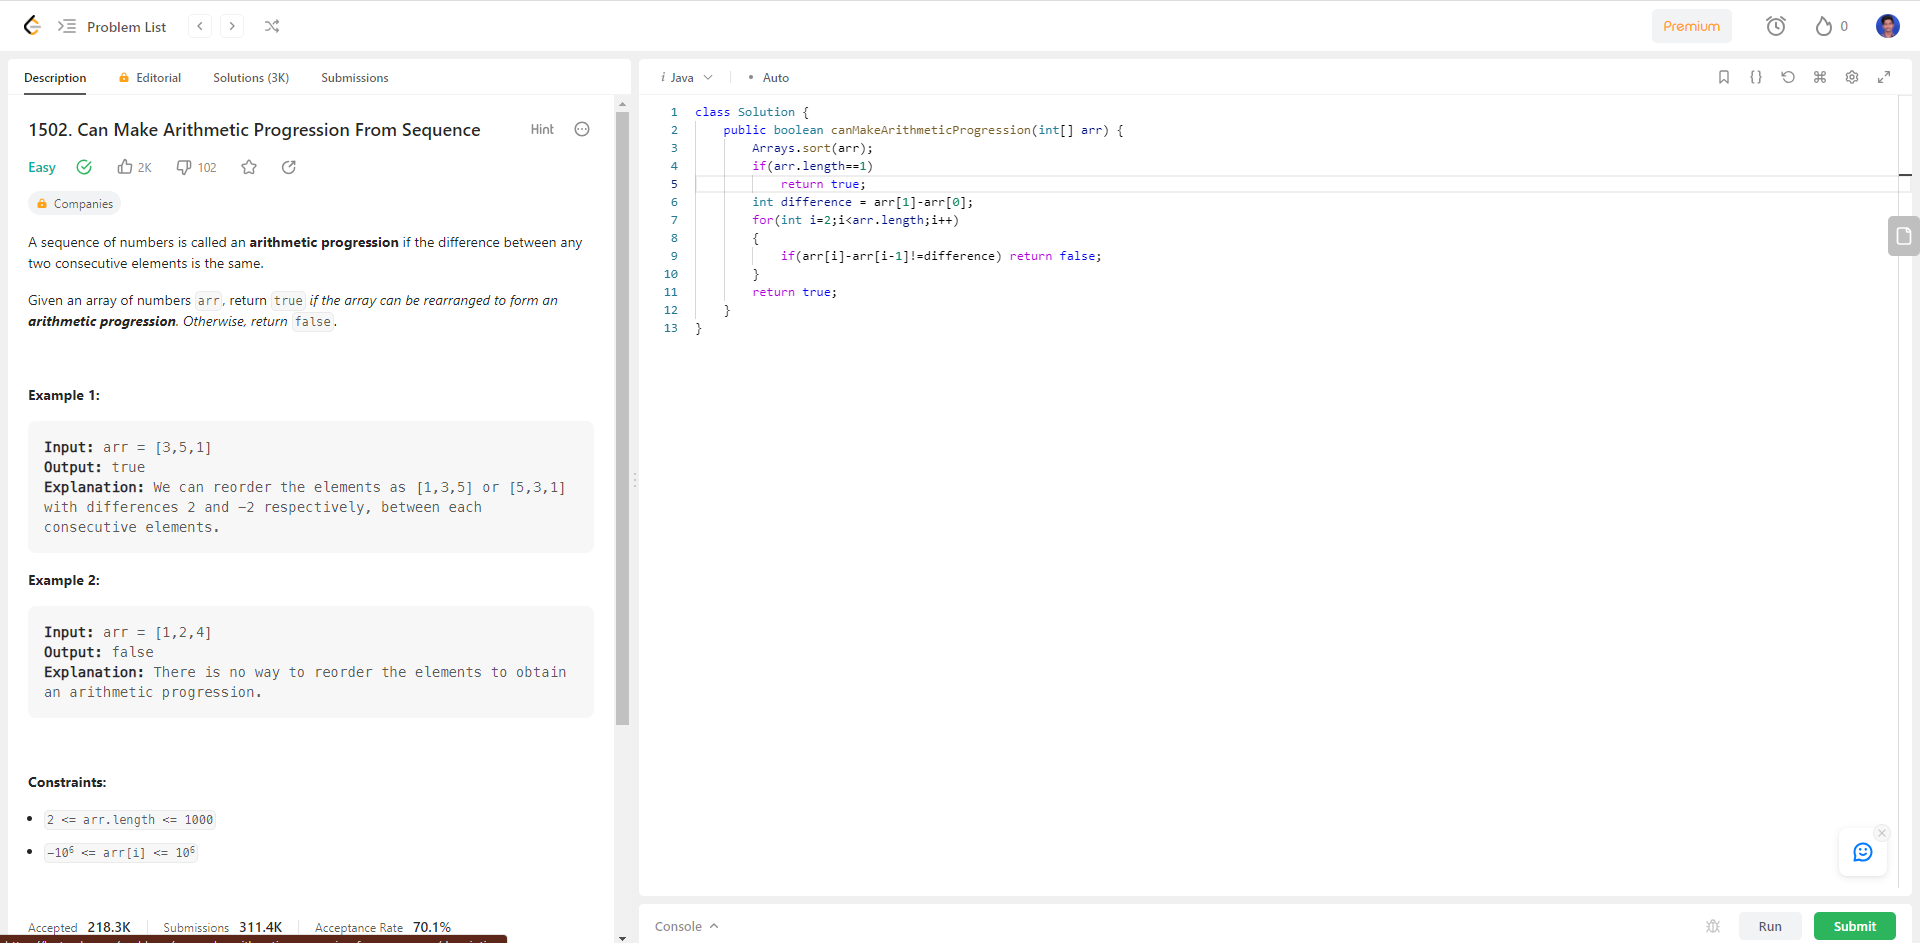 Problem List
Premium
0
Description
Editorial
Solutions (3K)
Submissions
1502. Can Make Arithmetic Progression From Sequence
Hint
Easy
2K
102
Companies
A sequence of numbers is called an arithmetic progression if the difference between any
two consecutive elements is the same.
Given an array of numbers arr, return true if the array can be rearranged to form an
arithmetic progression. Otherwise, return false.
Example 1:
Input: arr = [3,5,1]
Output: true
Explanation: We can reorder the elements as [1,3,5] or [5,3,1]
with differences 2 and -2 respectively, between each
consecutive elements.
Example 2:
Input: arr = [1,2,4]
Output: false
Explanation: There is no way to reorder the elements to obtain
an arithmetic progression.
Constraints:
2 <= arr.length <= 1000
-10⁶ <= arr[i] <= 10⁶
Accepted 218.3K
Submissions 311.4K
Acceptance Rate 70.1%
i Java
• Auto
1 class Solution {
2 public boolean canMakeArithmeticProgression(int[] arr) {
3 Arrays.sort(arr);
4 if(arr.length==1)
5 return true;
6 int difference = arr[1]-arr[0];
7 for(int i=2;i<arr.length;i++)
8 {
9 if(arr[i]-arr[i-1]!=difference) return false;
10 }
11 return true;
12 }
13 }
Console
Run
Submit